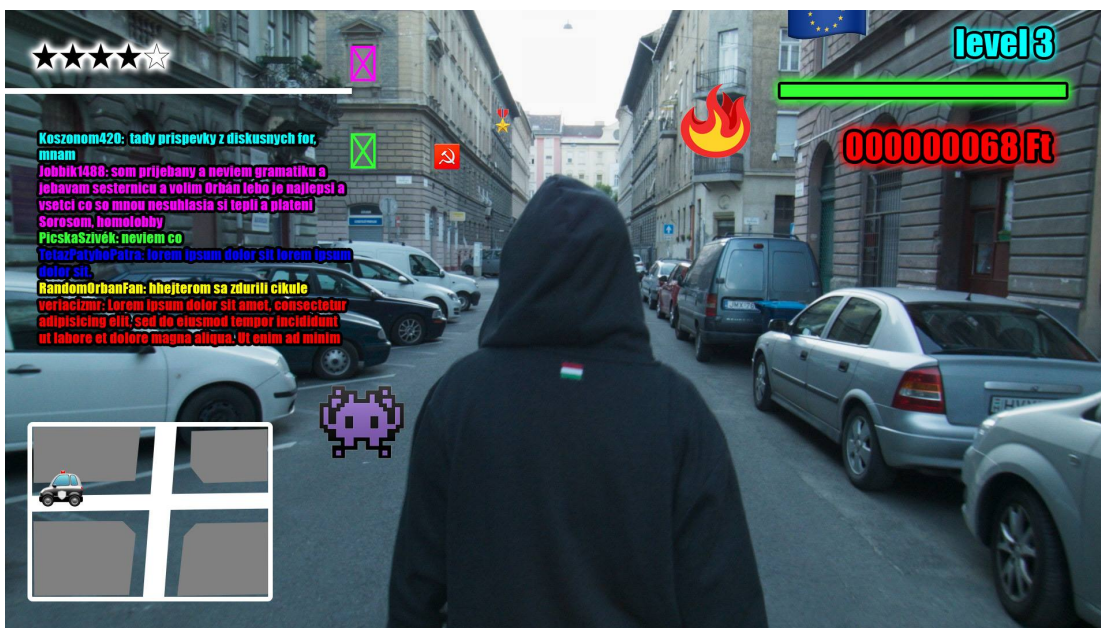 level 3
000000068 Ft
Koszonom420: tady prispevky z diskusnych for,
mnam
Jobbik1488: som prijebany a neviem gramatiku a
jebavam sesternicu a volim Orbán lebo je najlepsi a
vsetci co so mnou nesuhlasia si tepli a plateni
Sorosom, homolobby
PicskaSzivék: neviem co
lorem ipsum dolor sit lorem ipsum
dolor sit,
RandomOrbanFan: hhejterom sa zdurili cikule
veriacizmr: Lorem ipsum dolor sit amet, consectetur
adipisicing elit, sed do eiusmod tempor incididunt
ut labore et dolore magna aliqua. Ut enim ad minim